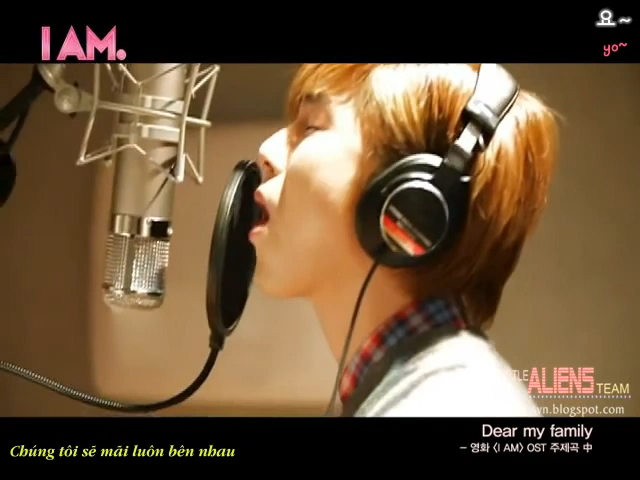 I AM.
요~
yo~
TLE ALIENS TEAM
vn.blogspot.com
Dear my family
- 영화 <I AM> OST 주제곡 中
Chúng tôi sẽ mãi luôn bên nhau